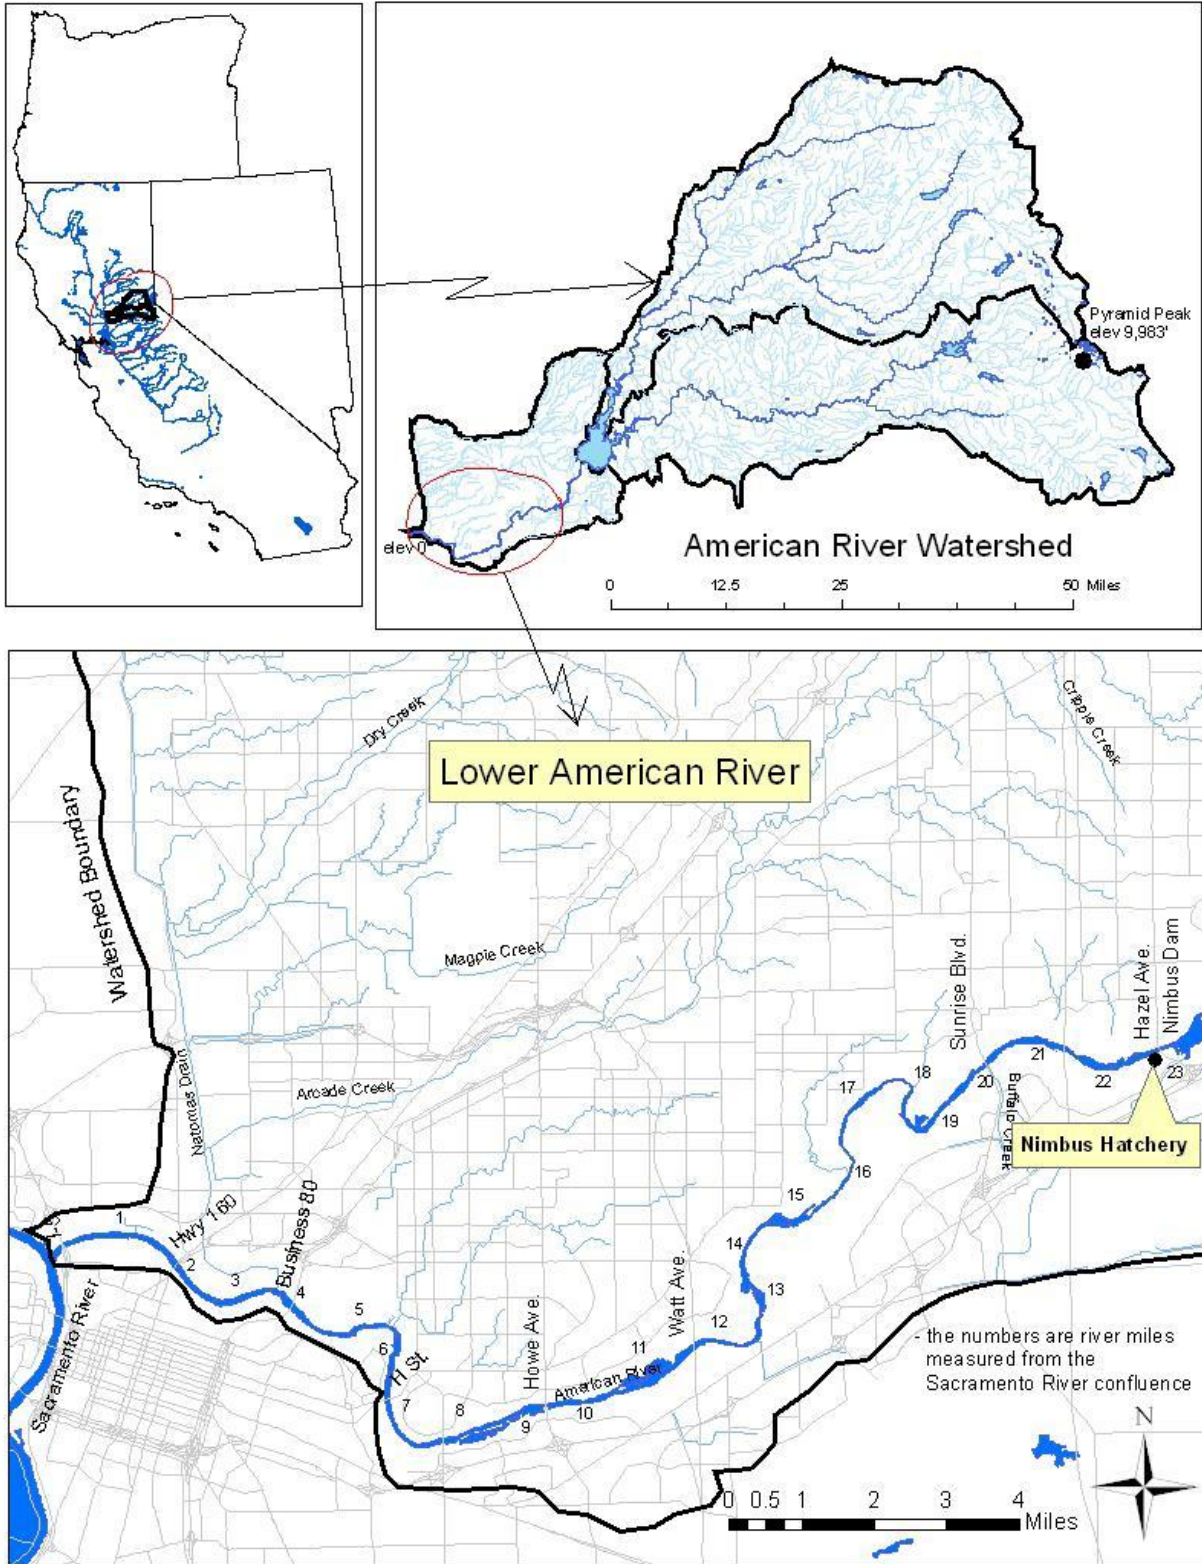 Pyramid Peak
elev 9,983'
elev 0
American River Watershed
0 12.5 25 50 Miles
Lower American River
Dry Creek
Cripple Creek
Watershed Boundary
Magpie Creek
Sunrise Blvd.
Hazel Ave.
Nimbus Dam
Natomas Drain
Arcade Creek
Buffalo Creek
Nimbus Hatchery
Hwy 160
Business 80
Sacramento River
H St.
Howe Ave.
American River
Watt Ave.
1
2
3
4
5
6
7
8
9
10
11
12
13
14
15
16
17
18
19
20
21
22
23
- the numbers are river miles
measured from the
Sacramento River confluence
N
0 0.5 1 2 3 4
Miles